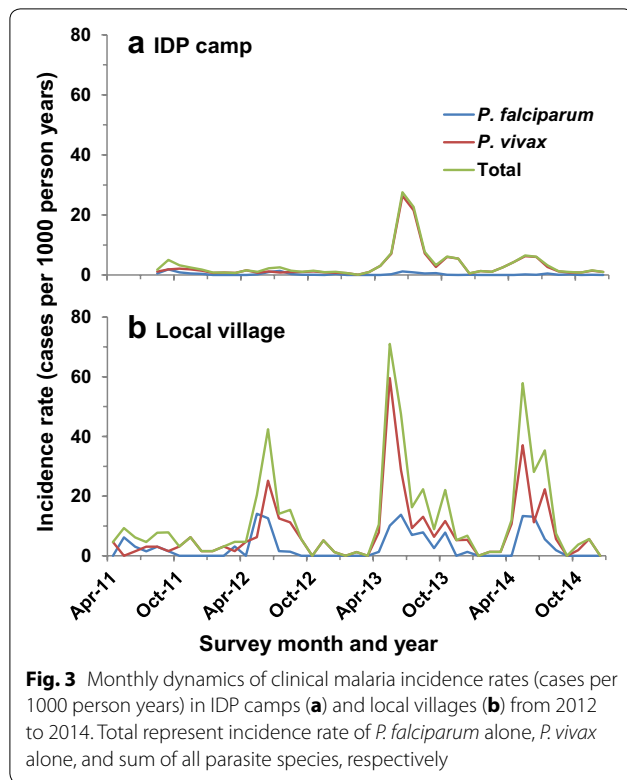 a IDP camp
80
60
40
20
0
P. falciparum
P. vivax
Total
b Local village
80
60
40
20
0
Incidence rate (cases per 1000 person years)
Apr-11
Oct-11
Apr-12
Oct-12
Apr-13
Oct-13
Apr-14
Oct-14
Survey month and year
Fig. 3 Monthly dynamics of clinical malaria incidence rates (cases per
1000 person years) in IDP camps (a) and local villages (b) from 2012
to 2014. Total represent incidence rate of P. falciparum alone, P. vivax
alone, and sum of all parasite species, respectively